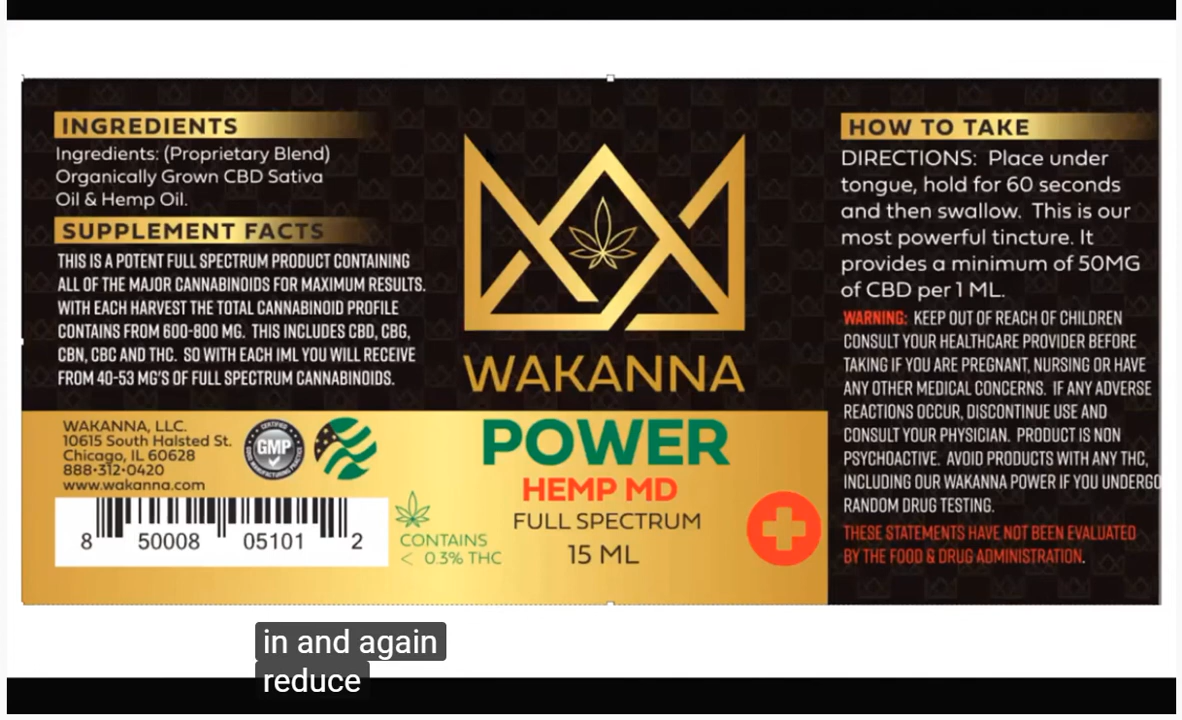 INGREDIENTS
Ingredients: (Proprietary Blend)
Organically Grown CBD Sativa
Oil & Hemp Oil.
SUPPLEMENT FACTS
THIS IS A POTENT FULL SPECTRUM PRODUCT CONTAINING
ALL OF THE MAJOR CANNABINOIDS FOR MAXIMUM RESULTS.
WITH EACH HARVEST THE TOTAL CANNABINOID PROFILE
CONTAINS FROM 600-800 MG. THIS INCLUDES CBD, CBG,
CBN, CBC AND THC. SO WITH EACH 1ML YOU WILL RECEIVE
FROM 40-53 MG'S OF FULL SPECTRUM CANNABINOIDS.
WAKANNA, LLC.
10615 South Halsted St.
Chicago, IL 60628
888•312•0420
www.wakanna.com
CERTIFIED
GMP
8 50008 05101 2
CONTAINS
< 0.3% THC
WAKANNA
POWER
HEMP MD
FULL SPECTRUM
15 ML
HOW TO TAKE
DIRECTIONS: Place under
tongue, hold for 60 seconds
and then swallow. This is our
most powerful tincture. It
provides a minimum of 50MG
of CBD per 1 ML.
WARNING: KEEP OUT OF REACH OF CHILDREN
CONSULT YOUR HEALTHCARE PROVIDER BEFORE
TAKING IF YOU ARE PREGNANT, NURSING OR HAVE
ANY OTHER MEDICAL CONCERNS. IF ANY ADVERSE
REACTIONS OCCUR, DISCONTINUE USE AND
CONSULT YOUR PHYSICIAN. PRODUCT IS NON
PSYCHOACTIVE. AVOID PRODUCTS WITH ANY THC,
INCLUDING OUR WAKANNA POWER IF YOU UNDERGO
RANDOM DRUG TESTING.
THESE STATEMENTS HAVE NOT BEEN EVALUATED
BY THE FOOD & DRUG ADMINISTRATION.
in and again
reduce